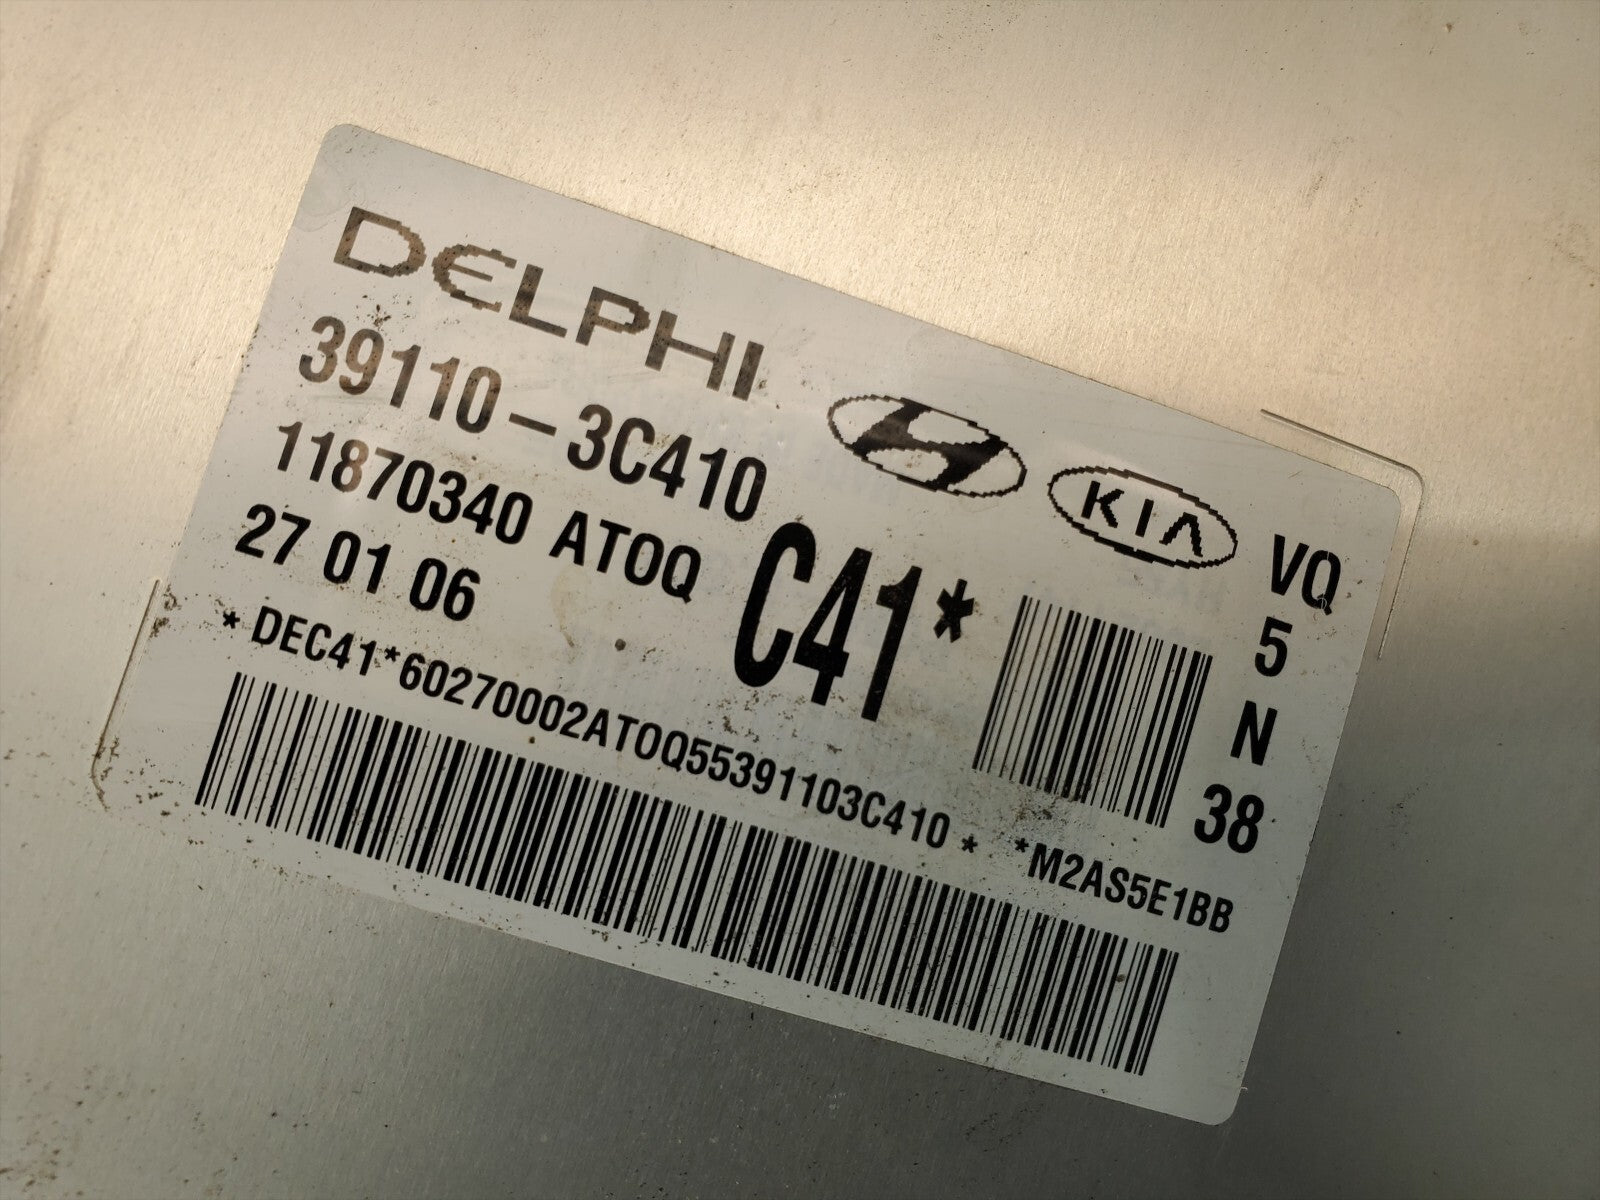 DELPHI
39110-3C410
11870340 ATOQ
27 01 06
C41*
KIA
VQ
5
N
38
* DEC41*60270002ATOQ55391103C410 *
*M2AS5E1BB